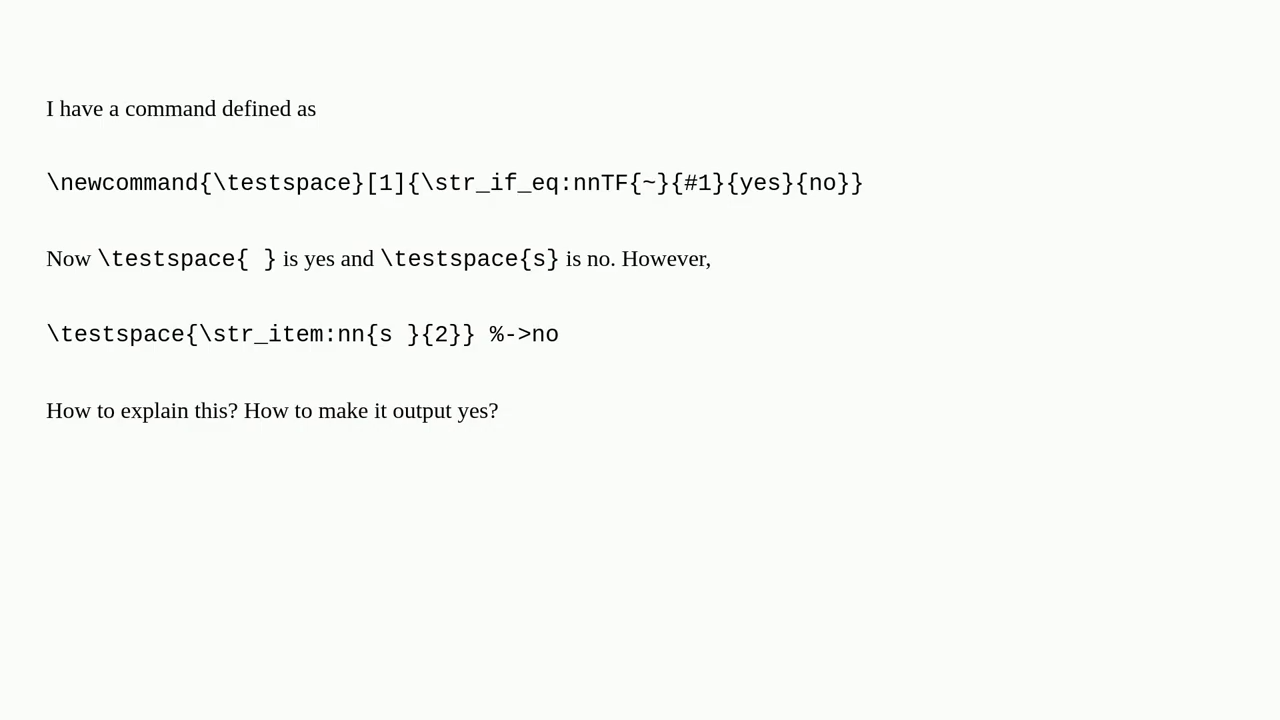 I have a command defined as
\newcommand{\testspace}[1]{\str_if_eq:nnTF{~}{#1}{yes}{no}}
Now \testspace{ } is yes and \testspace{s} is no. However,
\testspace{\str_item:nn{s }{2}} %->no
How to explain this? How to make it output yes?